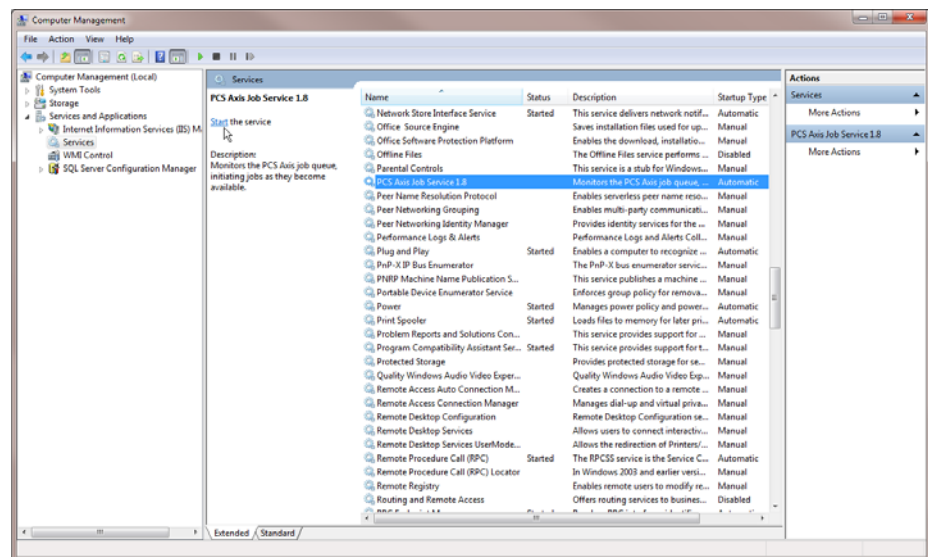 Computer Management
File Action View Help
Computer Management (Local)
System Tools
Storage
Services and Applications
Internet Information Services (IIS) M
Services
WMI Control
SQL Server Configuration Manager
Services
PCS Axis Job Service 1.8
Start the service
Description:
Monitors the PCS Axis job queue, initiating jobs as they become available.
Name Status Description Startup Type
Network Store Interface Service Started This service delivers network notif... Automatic
Office Source Engine Saves installation files used for up... Manual
Office Software Protection Platform Enables the download, installatio... Manual
Offline Files The Offline Files service performs ... Disabled
Parental Controls This service is a stub for Windows... Manual
PCS Axis Job Service 1.8 Monitors the PCS Axis job queue, ... Automatic
Peer Name Resolution Protocol Enables serverless peer name reso... Manual
Peer Networking Grouping Enables multi-party communicati... Manual
Peer Networking Identity Manager Provides identity services for the ... Manual
Performance Logs & Alerts Performance Logs and Alerts Coll... Manual
Plug and Play Started Enables a computer to recognize ... Automatic
PnP-X IP Bus Enumerator The PnP-X bus enumerator servic... Manual
PNRP Machine Name Publication S... This service publishes a machine ... Manual
Portable Device Enumerator Service Enforces group policy for remova... Manual
Power Started Manages power policy and power... Automatic
Print Spooler Started Loads files to memory for later pri... Automatic
Problem Reports and Solutions Con... This service provides support for ... Manual
Program Compatibility Assistant Ser... Started This service provides support for t... Manual
Protected Storage Provides protected storage for se... Manual
Quality Windows Audio Video Exper... Quality Windows Audio Video Exp... Manual
Remote Access Auto Connection M... Creates a connection to a remote ... Manual
Remote Access Connection Manager Manages dial-up and virtual priva... Manual
Remote Desktop Configuration Remote Desktop Configuration se... Manual
Remote Desktop Services Allows users to connect interactiv... Manual
Remote Desktop Services UserMode... Allows the redirection of Printers/... Manual
Remote Procedure Call (RPC) Started The RPCSS service is the Service C... Automatic
Remote Procedure Call (RPC) Locator In Windows 2003 and earlier versi... Manual
Remote Registry Enables remote users to modify re... Manual
Routing and Remote Access Offers routing services to busines... Disabled
Extended Standard
Actions
Services
More Actions
PCS Axis Job Service 1.8
More Actions